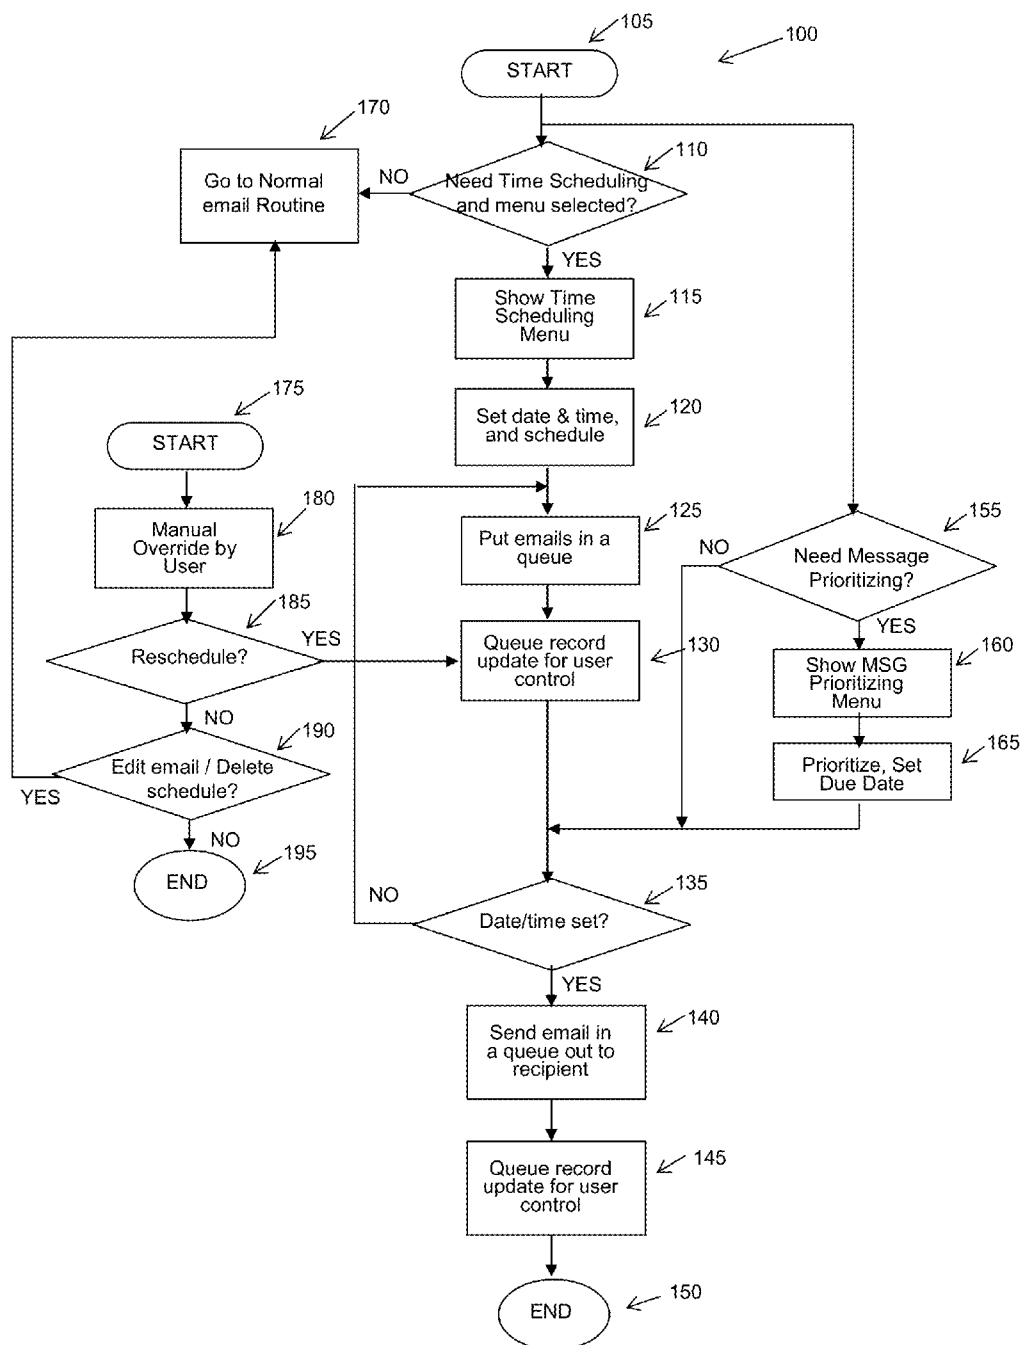 105
100
START
170
110
Go to Normal
email Routine
NO
Need Time Scheduling
and menu selected?
YES
Show Time
Scheduling
Menu
115
175
START
Set date & time,
and schedule
120
180
Manual
Override by
User
Put emails in a
queue
125
155
NO
Need Message
Prioritizing?
YES
185
Reschedule?
YES
NO
Queue record
update for user
control
130
160
Show MSG
Prioritizing
Menu
190
Edit email / Delete
schedule?
YES
NO
165
Prioritize, Set
Due Date
195
END
NO
135
Date/time set?
YES
Send email in
a queue out to
recipient
140
Queue record
update for user
control
145
END
150